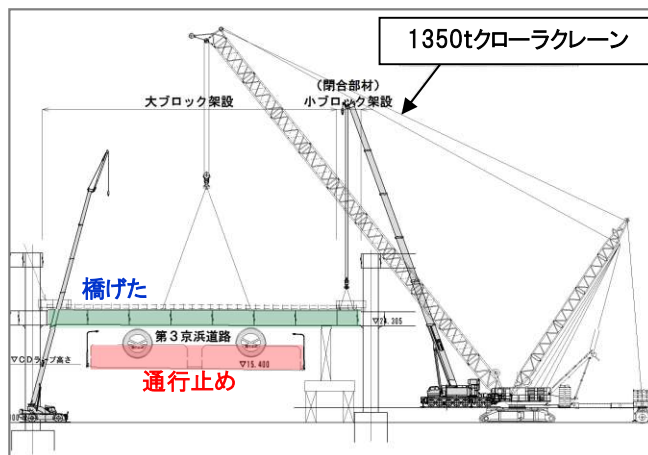 1350tクローラクレーン
（閉合部材）
大ブロック架設
小ブロック架設
橋げた
▽24.305
第３京浜道路
▽CDランプ高さ
▽15.400
通行止め